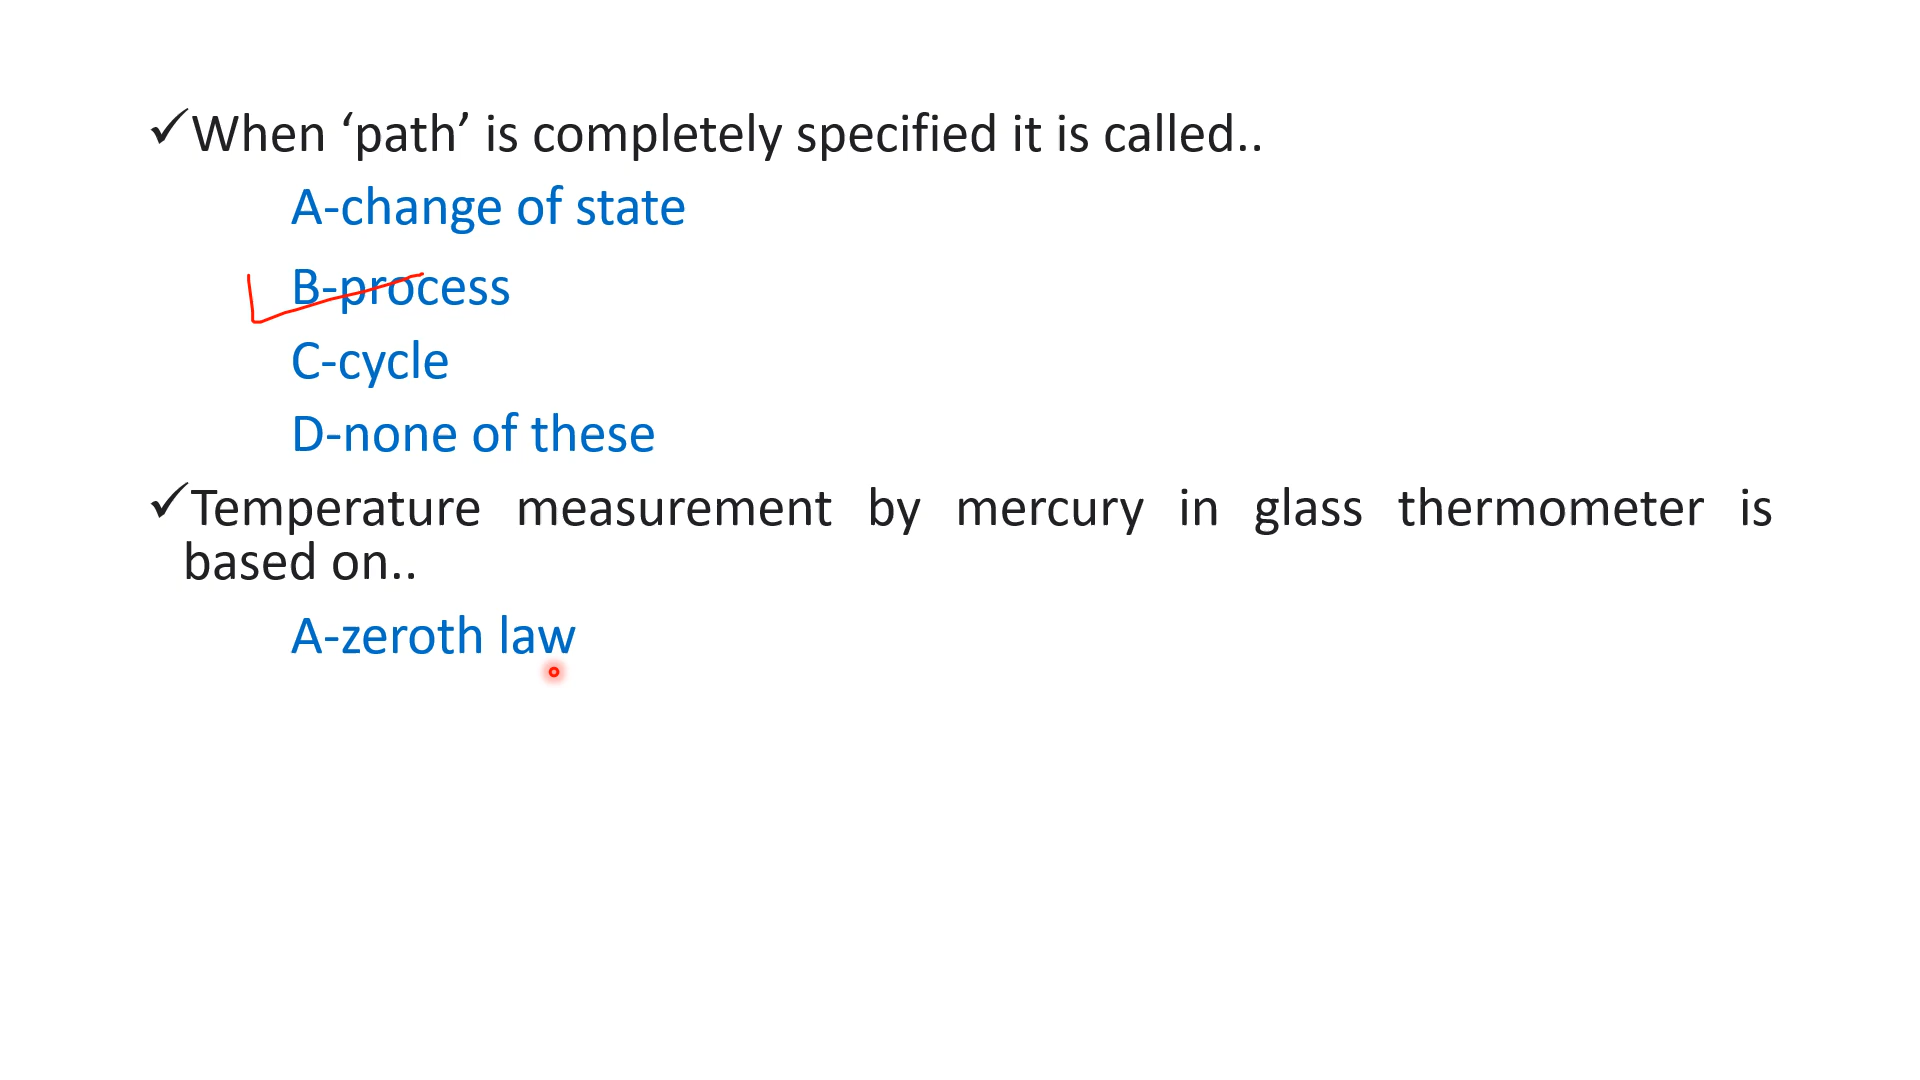 ✓When ‘path’ is completely specified it is called..
A-change of state
B-process
C-cycle
D-none of these
✓Temperature measurement by mercury in glass thermometer is
based on..
A-zeroth law